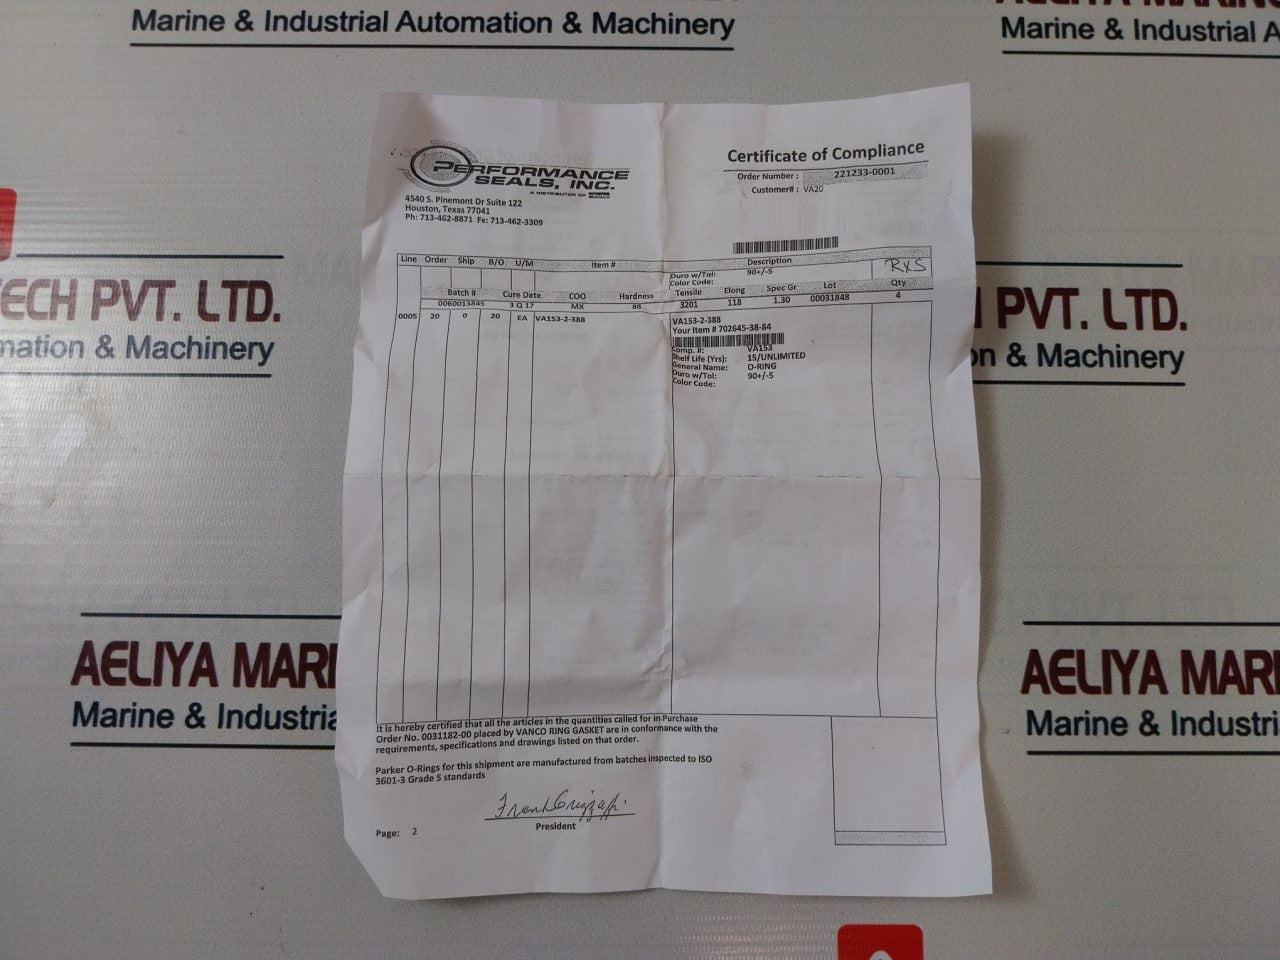 Marine & Industrial Automation & Machinery
Marine & Industrial A
TECH PVT. LTD.
mation & Machinery
PVT. LTD.
on & Machinery
AELIYA MARI
Marine & Industria
AELIYA MARI
Marine & Industri
PERFORMANCE
SEALS, INC.
A DISTRIBUTOR OF Parker
4540 S. Pinemont Dr Suite 122
Houston, Texas 77041
Ph: 713-462-8871 Fx: 713-462-3309
Certificate of Compliance
Order Number : 221233-0001
Customer# : VA20
Line Order Ship B/O U/M Item # Description RXS
Duro w/Tol: 90+/-5
Color Code:
Batch # Cure Date COO Hardness Tensile Elong Spec Gr Lot Qty
0060013845 3 Q 17 MX 88 3201 118 1.30 00031848 4
0005 20 0 20 EA VA153-2-388 VA153-2-388
Your Item # 702645-38-84
Comp. #: VA153
Shelf Life (Yrs): 15/UNLIMITED
General Name: O-RING
Duro w/Tol: 90+/-5
Color Code:
It is hereby certified that all the articles in the quantities called for in Purchase
Order No. 0031182-00 placed by VANCO RING GASKET are in conformance with the
requirements, specifications and drawings listed on that order.
Parker O-Rings for this shipment are manufactured from batches inspected to ISO
3601-3 Grade S standards
President
Page: 2